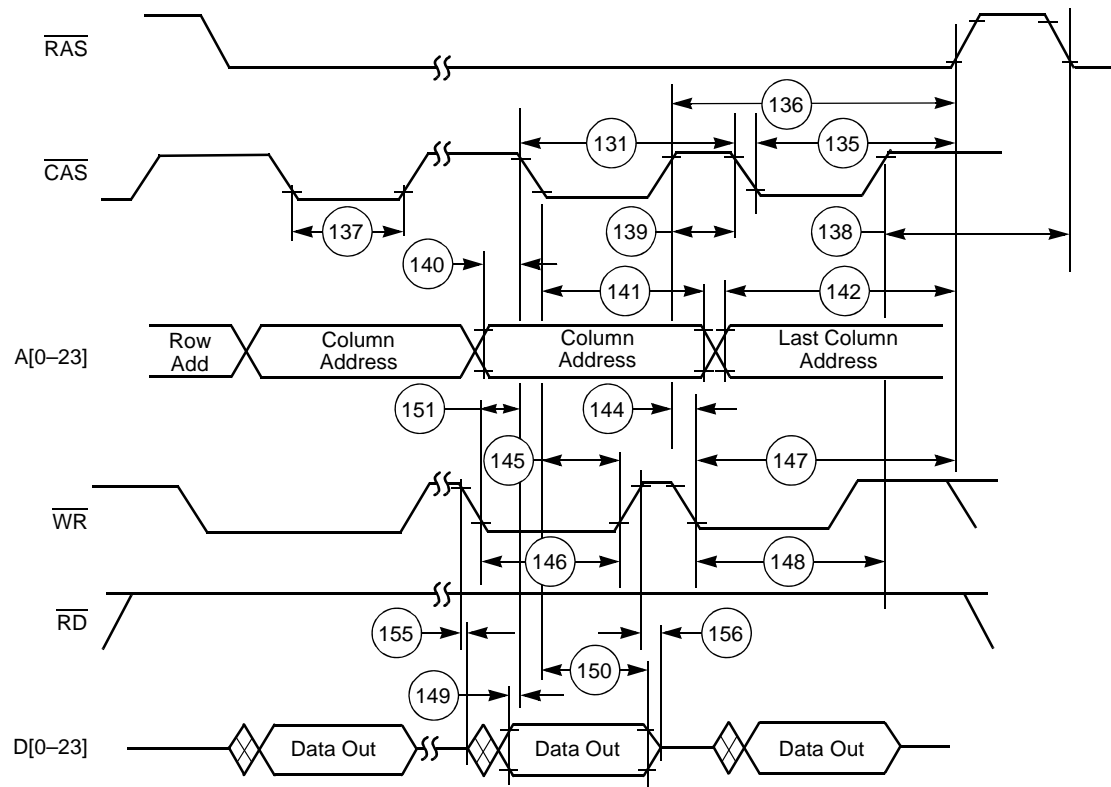 RAS
136
131
135
CAS
137
139
138
140
141
142
A[0–23]
Row
Add
Column
Address
Column
Address
Last Column
Address
151
144
145
147
WR
146
148
RD
155
156
150
149
D[0–23]
Data Out
Data Out
Data Out